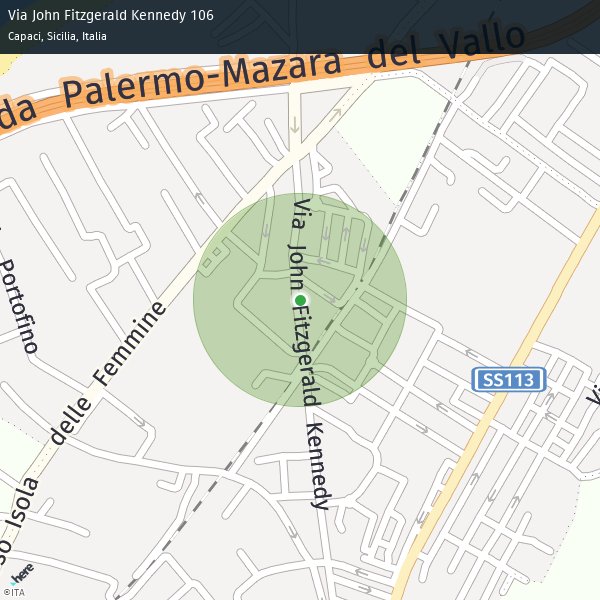 Via John Fitzgerald Kennedy 106
Capaci, Sicilia, Italia
da Palermo-Mazara del Vallo
Via John Fitzgerald Kennedy
Portofino
so Isola delle Femmine
SS113
here
©ITA